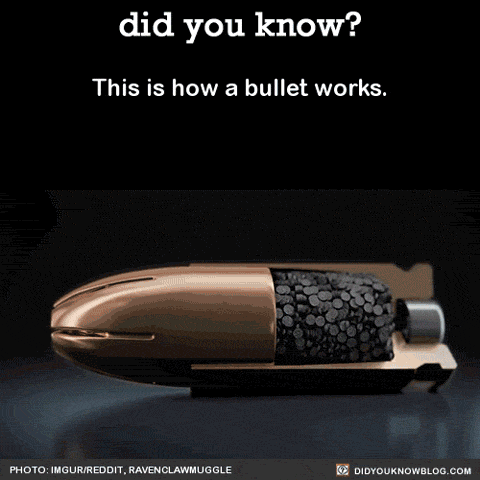 did you know?
This is how a bullet works.
PHOTO: IMGUR/REDDIT, RAVENCLAWMUGGLE
DIDYOUKNOWBLOG.COM